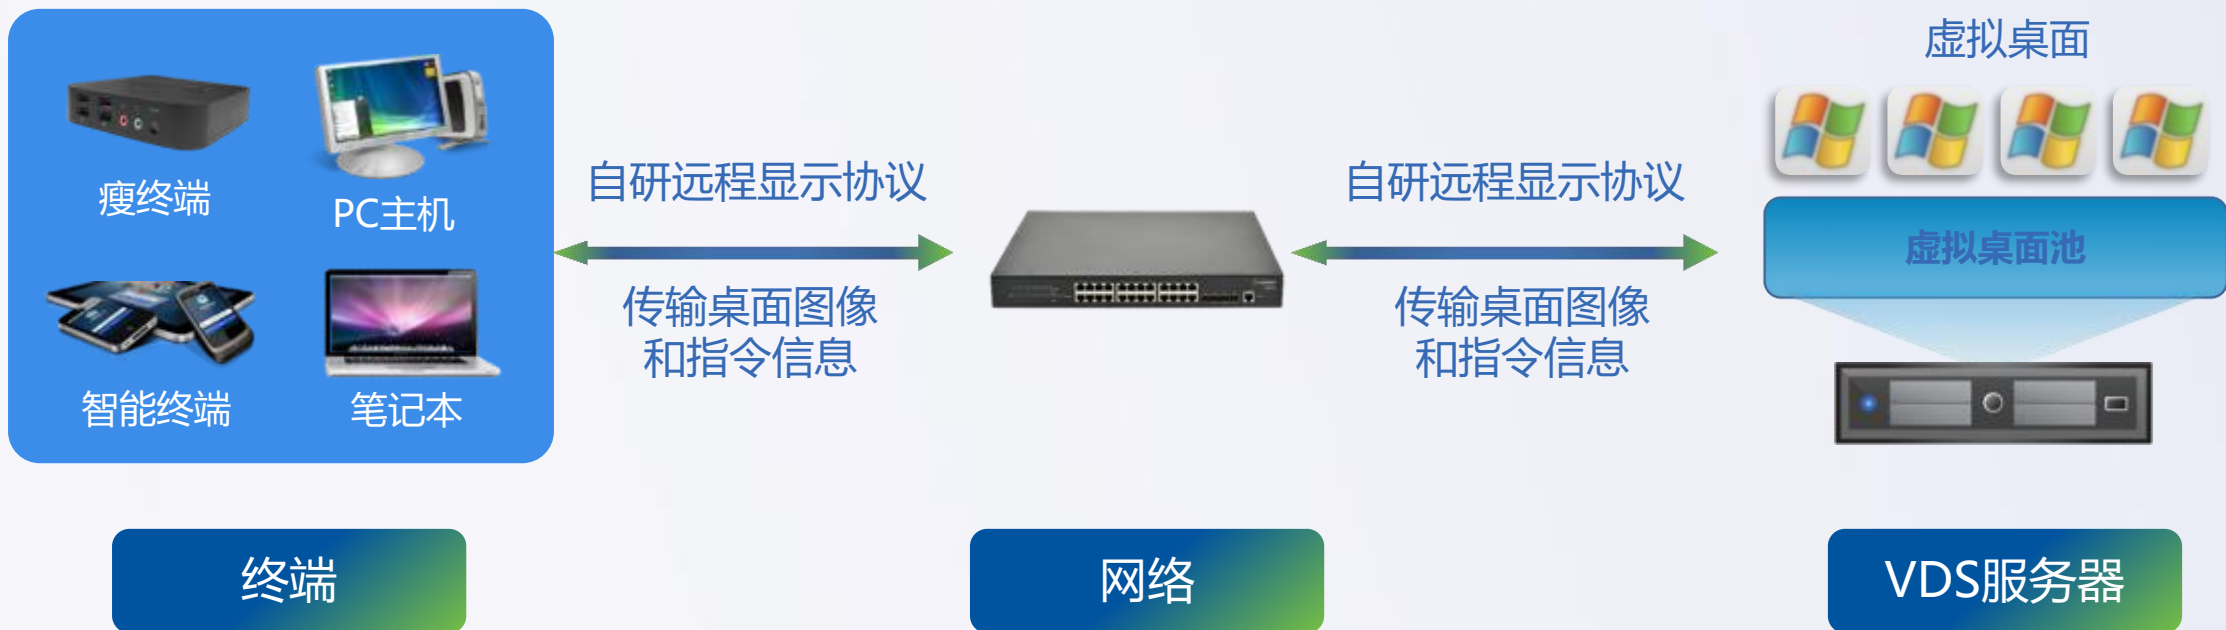 虚拟桌面
瘦终端
PC主机
智能终端
笔记本
自研远程显示协议
传输桌面图像
和指令信息
自研远程显示协议
传输桌面图像
和指令信息
虚拟桌面池
终端
网络
VDS服务器